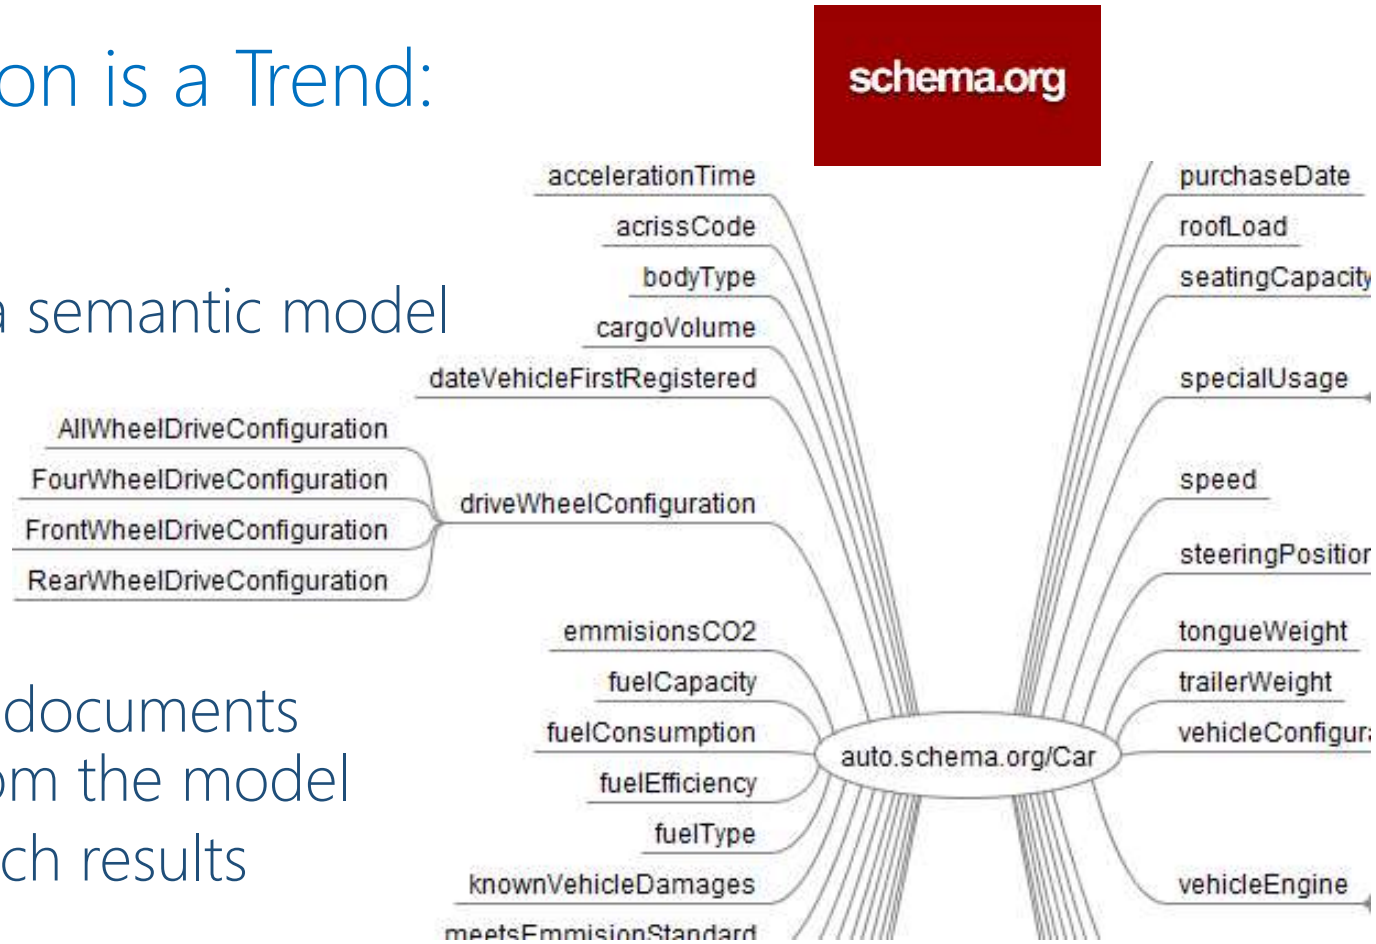 on is a Trend:
schema.org
a semantic model
documents
om the model
ch results
accelerationTime
acrissCode
bodyType
cargoVolume
dateVehicleFirstRegistered
AllWheelDriveConfiguration
FourWheelDriveConfiguration
FrontWheelDriveConfiguration
RearWheelDriveConfiguration
driveWheelConfiguration
emmisionsCO2
fuelCapacity
fuelConsumption
fuelEfficiency
fuelType
knownVehicleDamages
meetsEmmisionStandard
auto.schema.org/Car
purchaseDate
roofLoad
seatingCapacity
specialUsage
speed
steeringPosition
tongueWeight
trailerWeight
vehicleConfigura
vehicleEngine